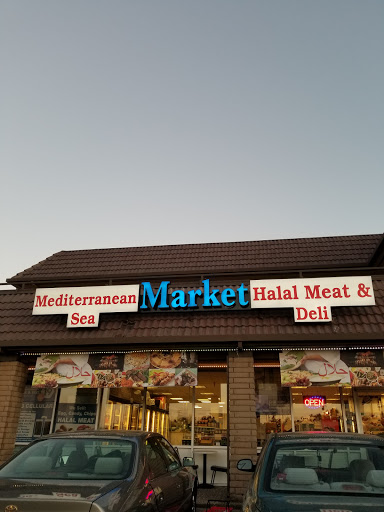 Mediterranean
Sea
Market
Halal Meat &
Deli
حلال
حلال
OPEN
HALAL MEAT